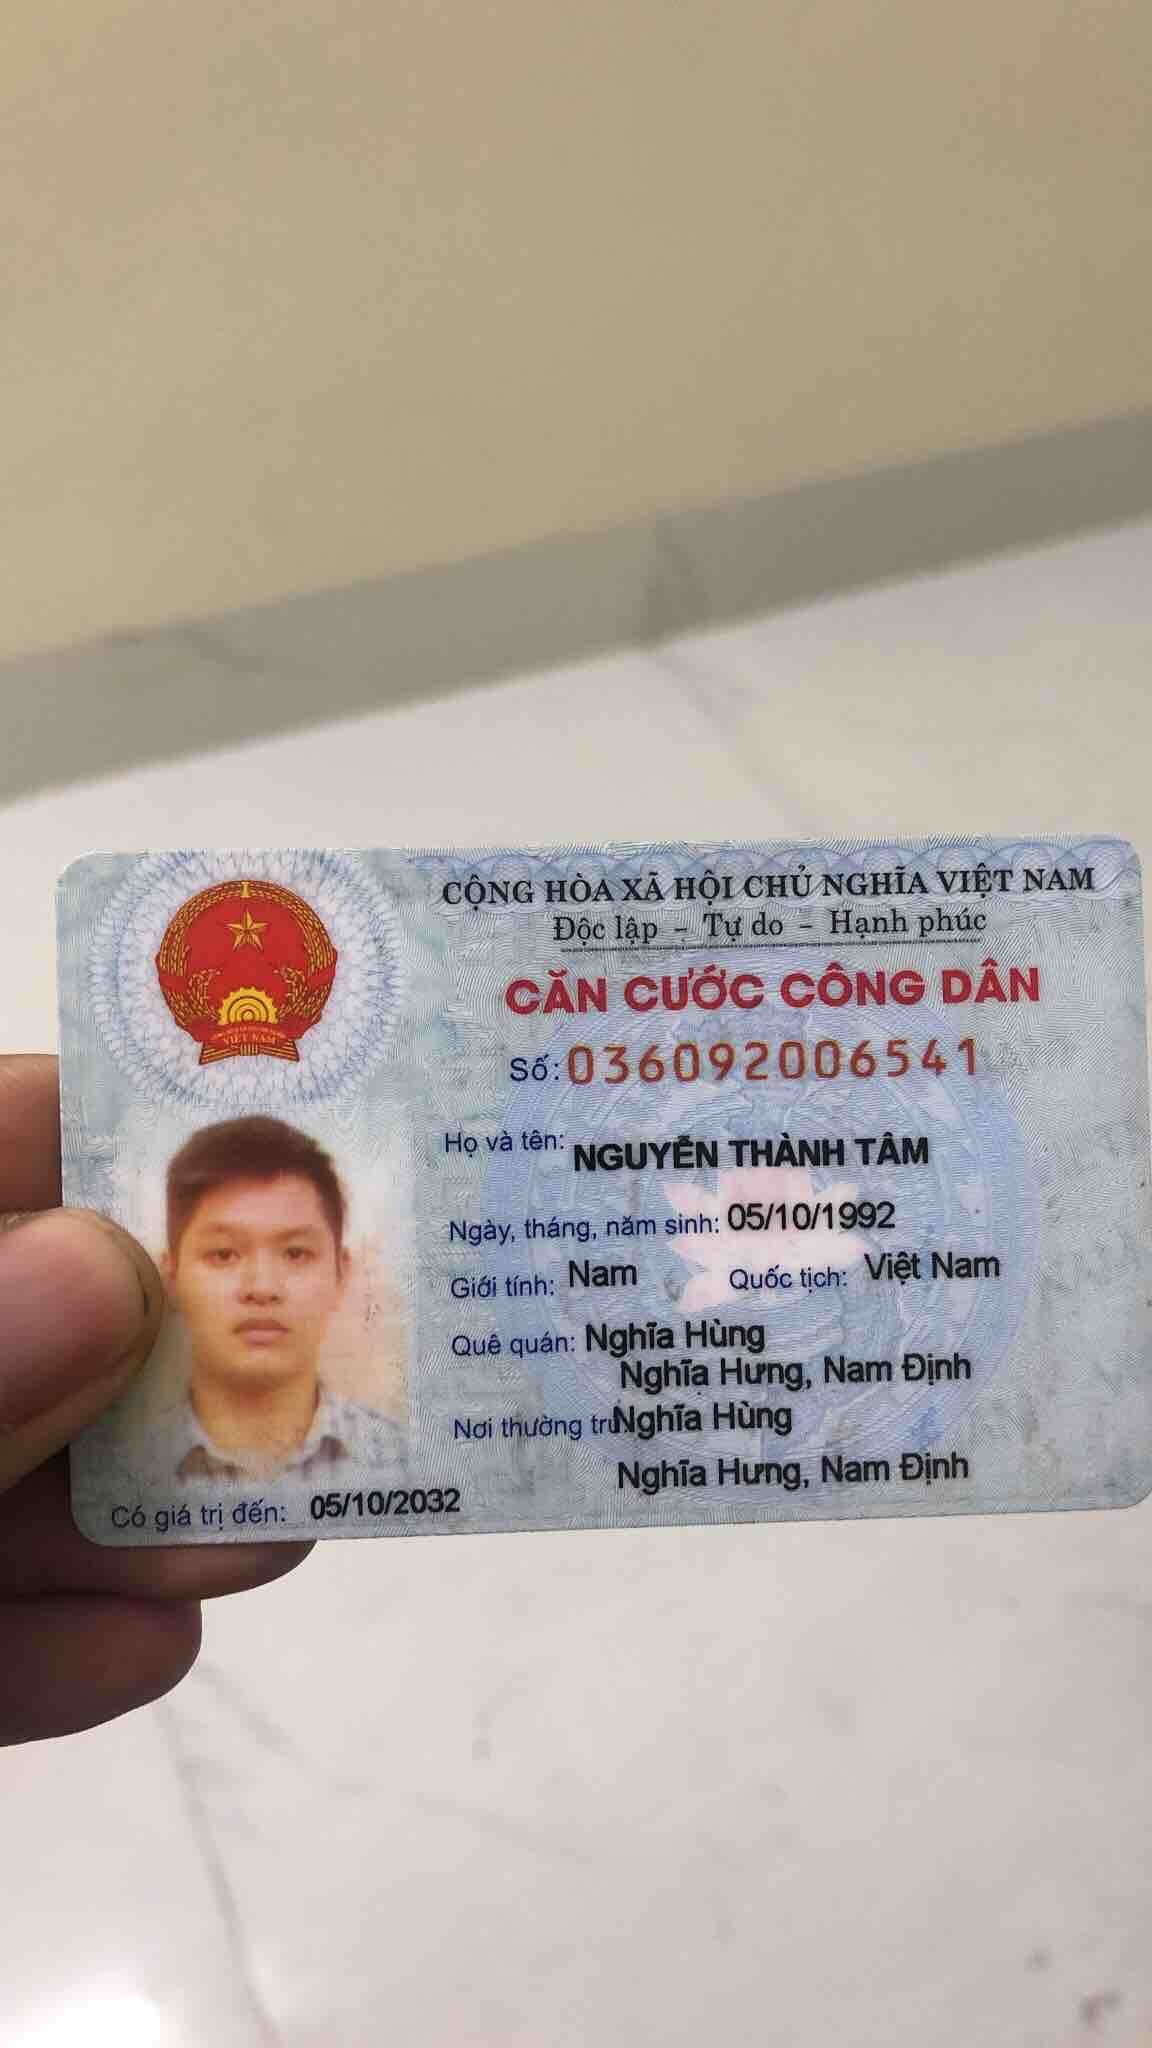 CỘNG HÒA XÃ HỘI CHỦ NGHĨA VIỆT NAM
Độc lập - Tự do - Hạnh phúc
CĂN CƯỚC CÔNG DÂN
Số: 036092006541
Họ và tên: NGUYỄN THÀNH TÂM
Ngày, tháng, năm sinh: 05/10/1992
Giới tính: Nam Quốc tịch: Việt Nam
Quê quán: Nghĩa Hùng
Nghĩa Hưng, Nam Định
Nơi thường trú: Nghĩa Hùng
Nghĩa Hưng, Nam Định
Có giá trị đến: 05/10/2032
VIỆT NAM